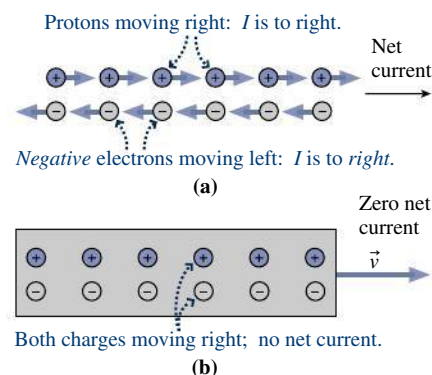 Protons moving right: I is to right.
Net
current
+ + + + + +
− − − − − −
Negative electrons moving left: I is to right.
(a)
Zero net
current
v⃗
+ + + + + +
− − − − − −
Both charges moving right; no net current.
(b)